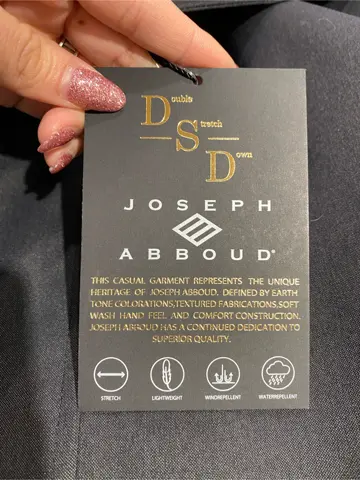 Double
Stretch
Down
JOSEPH
ABBOUD®
THIS CASUAL GARMENT REPRESENTS THE UNIQUE
HERITAGE OF JOSEPH ABBOUD. DEFINED BY EARTH
TONE COLORATIONS,TEXTURED FABRICATIONS,SOFT
WASH HAND FEEL AND COMFORT CONSTRUCTION.
JOSEPH ABBOUD HAS A CONTINUED DEDICATION TO
SUPERIOR QUALITY.
STRETCH LIGHTWEIGHT WINDREPELLENT WATERREPELLENT